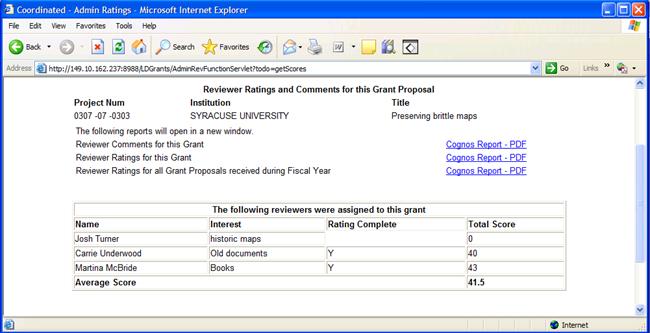 Coordinated - Admin Ratings - Microsoft Internet Explorer
File Edit View Favorites Tools Help
Back Search Favorites
Address http://149.10.162.237:8988/LDGrants/AdminRevFunctionServlet?todo=getScores Go Links »
Reviewer Ratings and Comments for this Grant Proposal
Project Num Institution Title
0307 -07 -0303 SYRACUSE UNIVERSITY Preserving brittle maps
The following reports will open in a new window.
Reviewer Comments for this Grant Cognos Report - PDF
Reviewer Ratings for this Grant Cognos Report - PDF
Reviewer Ratings for all Grant Proposals received during Fiscal Year Cognos Report - PDF
The following reviewers were assigned to this grant
Name Interest Rating Complete Total Score
Josh Turner historic maps 0
Carrie Underwood Old documents Y 40
Martina McBride Books Y 43
Average Score 41.5
Internet